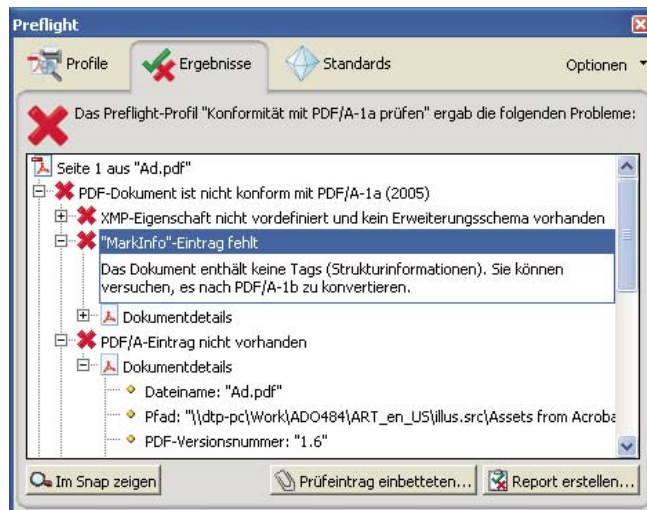 Preflight
Profile
Ergebnisse
Standards
Optionen
Das Preflight-Profil "Konformität mit PDF/A-1a prüfen" ergab die folgenden Probleme:
Seite 1 aus "Ad.pdf"
PDF-Dokument ist nicht konform mit PDF/A-1a (2005)
XMP-Eigenschaft nicht vordefiniert und kein Erweiterungsschema vorhanden
"MarkInfo"-Eintrag fehlt
Das Dokument enthält keine Tags (Strukturinformationen). Sie können
versuchen, es nach PDF/A-1b zu konvertieren.
Dokumentdetails
PDF/A-Eintrag nicht vorhanden
Dokumentdetails
Dateiname: "Ad.pdf"
Pfad: "\\dtp-pc\Work\ADO484\ART_en_US\illus.src\Assets from Acroba
PDF-Versionsnummer: "1.6"
Im Snap zeigen
Prüfeintrag einbetteten...
Report erstellen...